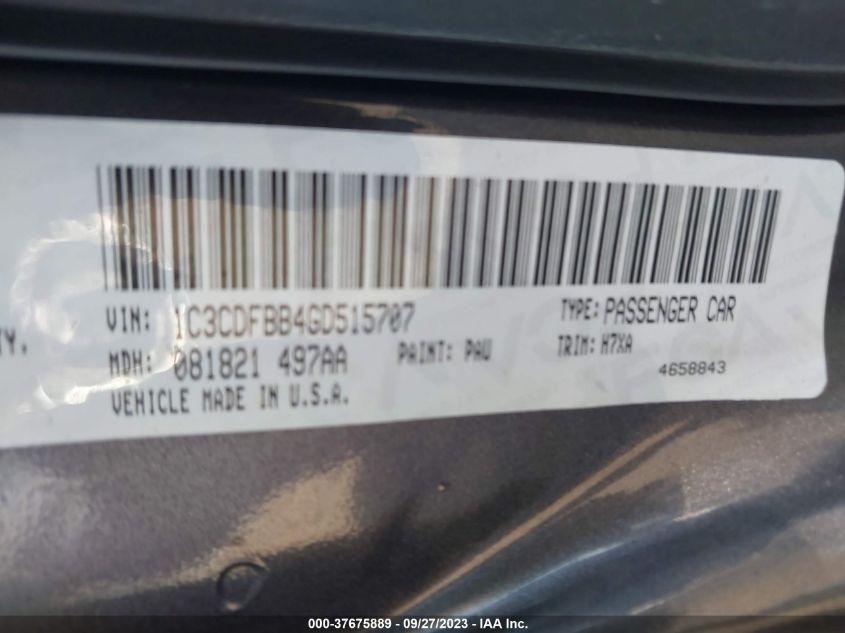 VIN: 1C3CDFBB4GD515707 TYPE: PASSENGER CAR
TY. MDH: 081821 497AA PAINT: PAU TRIM: H7XA
VEHICLE MADE IN U.S.A. 4658843
000-37675889 - 09/27/2023 - IAA Inc.